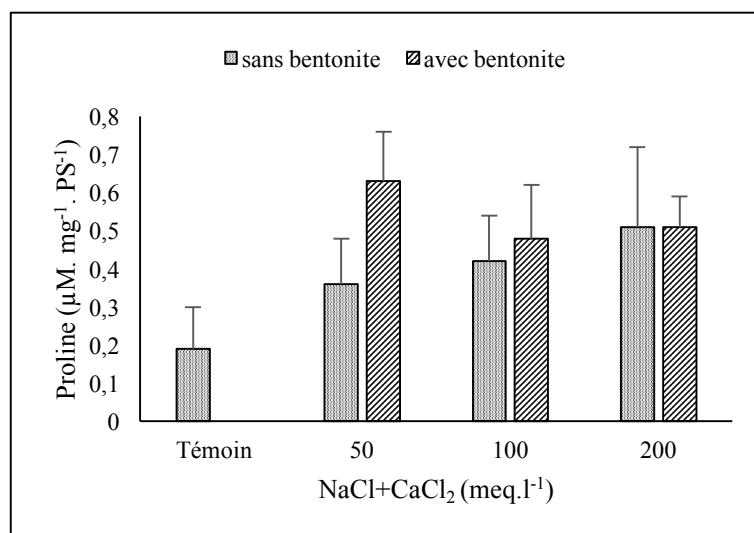 sans bentonite avec bentonite
Proline (µM. mg⁻¹. PS⁻¹)
0,8
0,7
0,6
0,5
0,4
0,3
0,2
0,1
0
Témoin 50 100 200
NaCl+CaCl₂ (meq.l⁻¹)